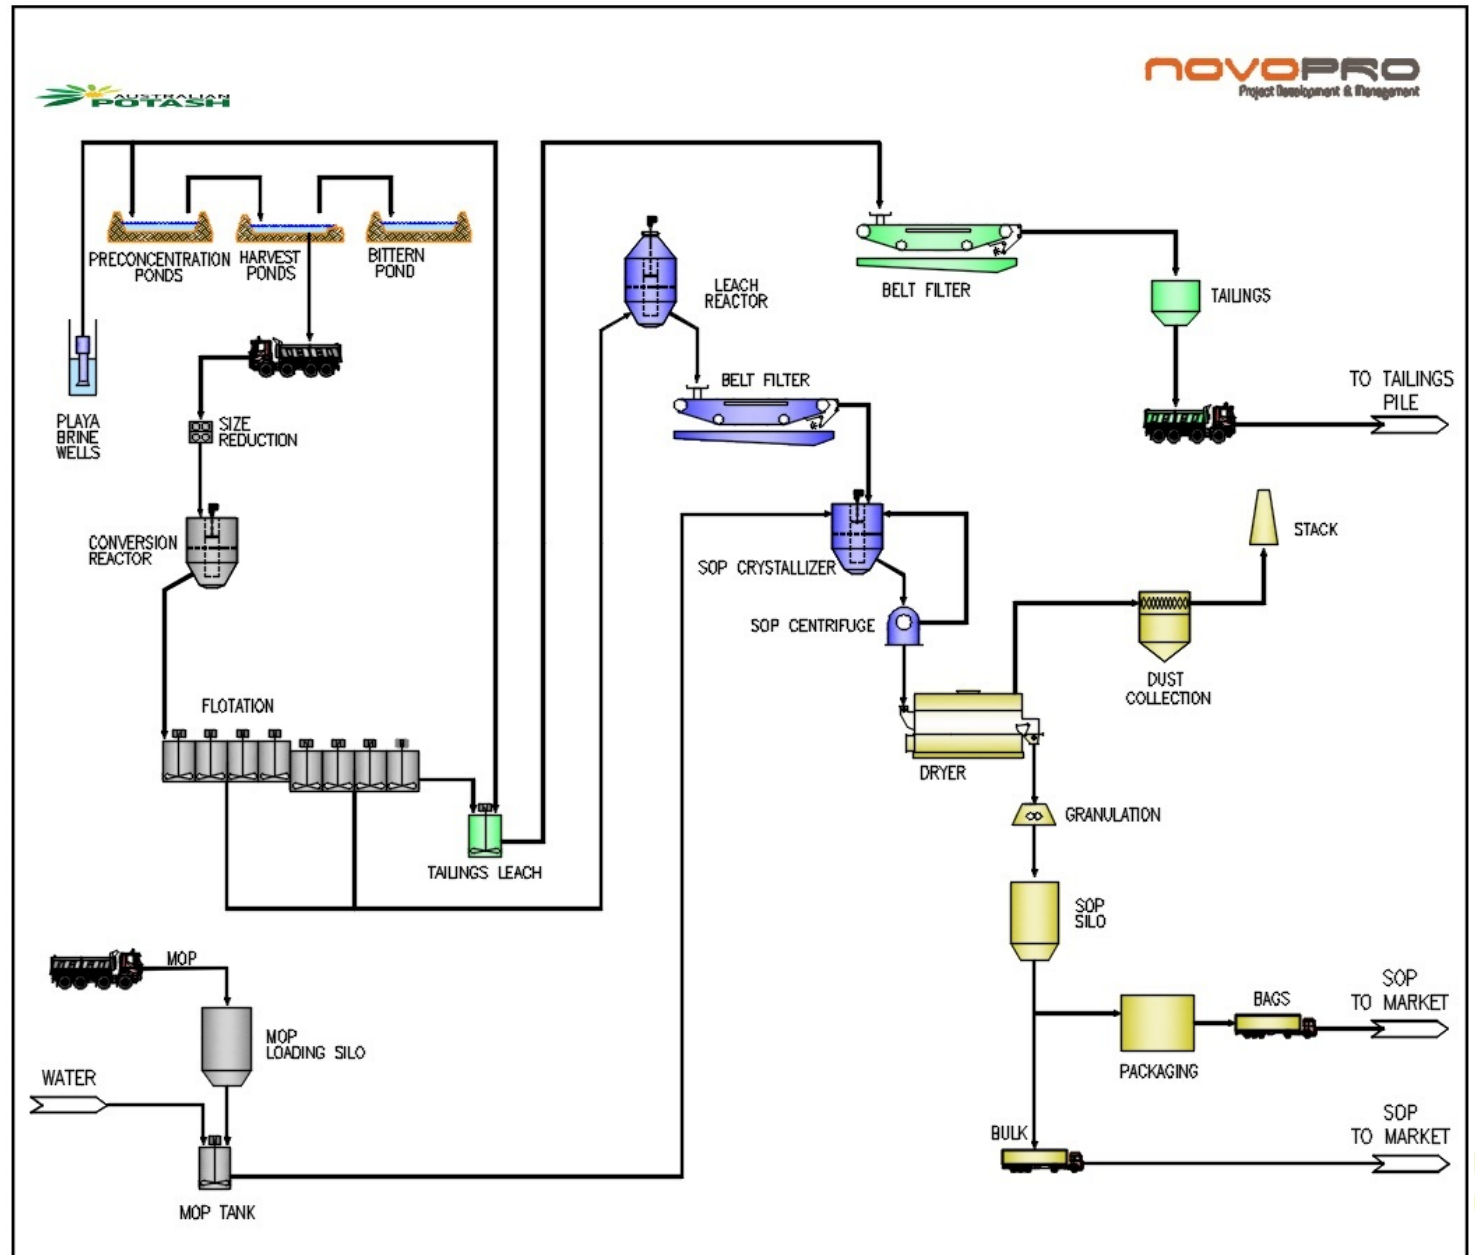 AUSTRALIAN
POTASH
NOVOPRO
Project Development & Management
PRECONCENTRATION
PONDS
HARVEST
PONDS
BITTERN
POND
PLAYA
BRINE
WELLS
SIZE
REDUCTION
CONVERSION
REACTOR
FLOTATION
TAILINGS LEACH
LEACH
REACTOR
BELT FILTER
BELT FILTER
TAILINGS
TO TAILINGS
PILE
SOP CRYSTALLIZER
SOP CENTRIFUGE
STACK
DUST
COLLECTION
DRYER
GRANULATION
SOP
SILO
MOP
MOP
LOADING SILO
WATER
MOP TANK
PACKAGING
BAGS
SOP
TO MARKET
BULK
SOP
TO MARKET